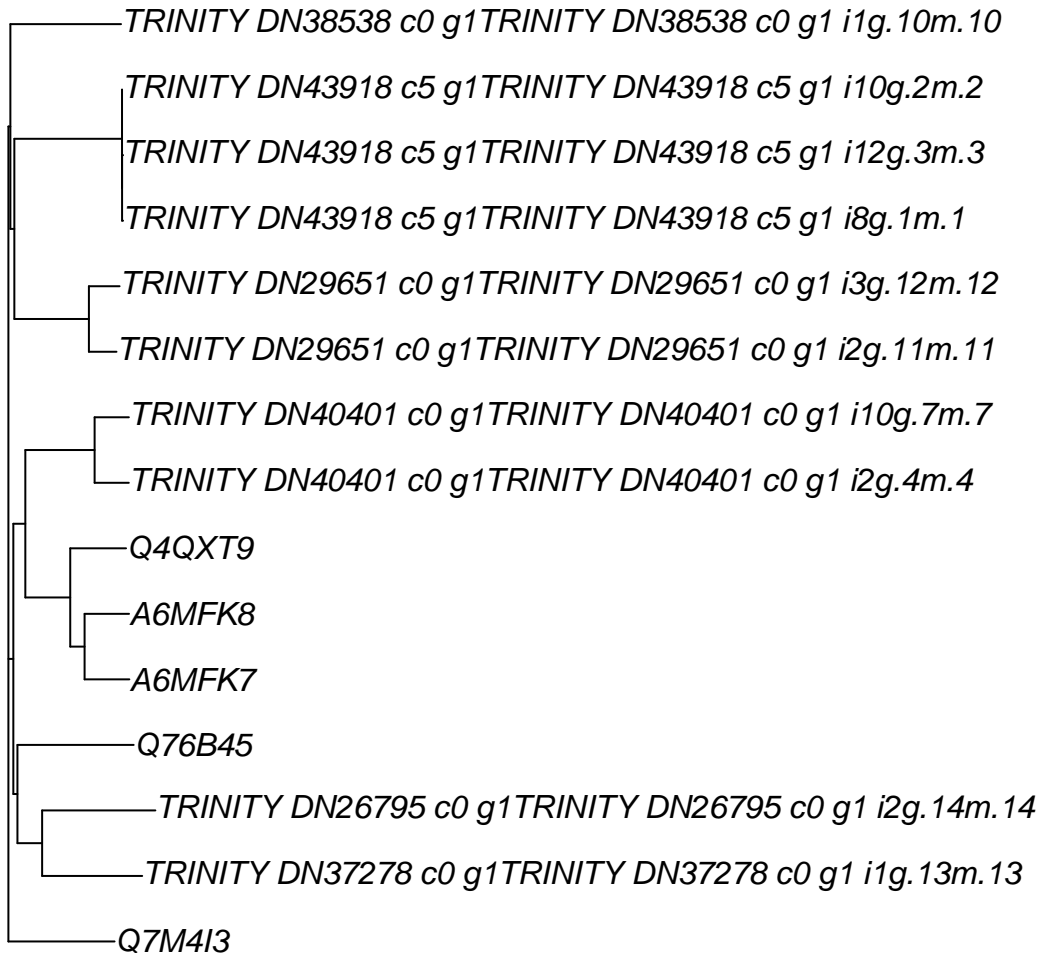 TRINITY DN38538 c0 g1TRINITY DN38538 c0 g1 i1g.10m.10
TRINITY DN43918 c5 g1TRINITY DN43918 c5 g1 i10g.2m.2
TRINITY DN43918 c5 g1TRINITY DN43918 c5 g1 i12g.3m.3
TRINITY DN43918 c5 g1TRINITY DN43918 c5 g1 i8g.1m.1
TRINITY DN29651 c0 g1TRINITY DN29651 c0 g1 i3g.12m.12
TRINITY DN29651 c0 g1TRINITY DN29651 c0 g1 i2g.11m.11
TRINITY DN40401 c0 g1TRINITY DN40401 c0 g1 i10g.7m.7
TRINITY DN40401 c0 g1TRINITY DN40401 c0 g1 i2g.4m.4
Q4QXT9
A6MFK8
A6MFK7
Q76B45
TRINITY DN26795 c0 g1TRINITY DN26795 c0 g1 i2g.14m.14
TRINITY DN37278 c0 g1TRINITY DN37278 c0 g1 i1g.13m.13
Q7M4I3